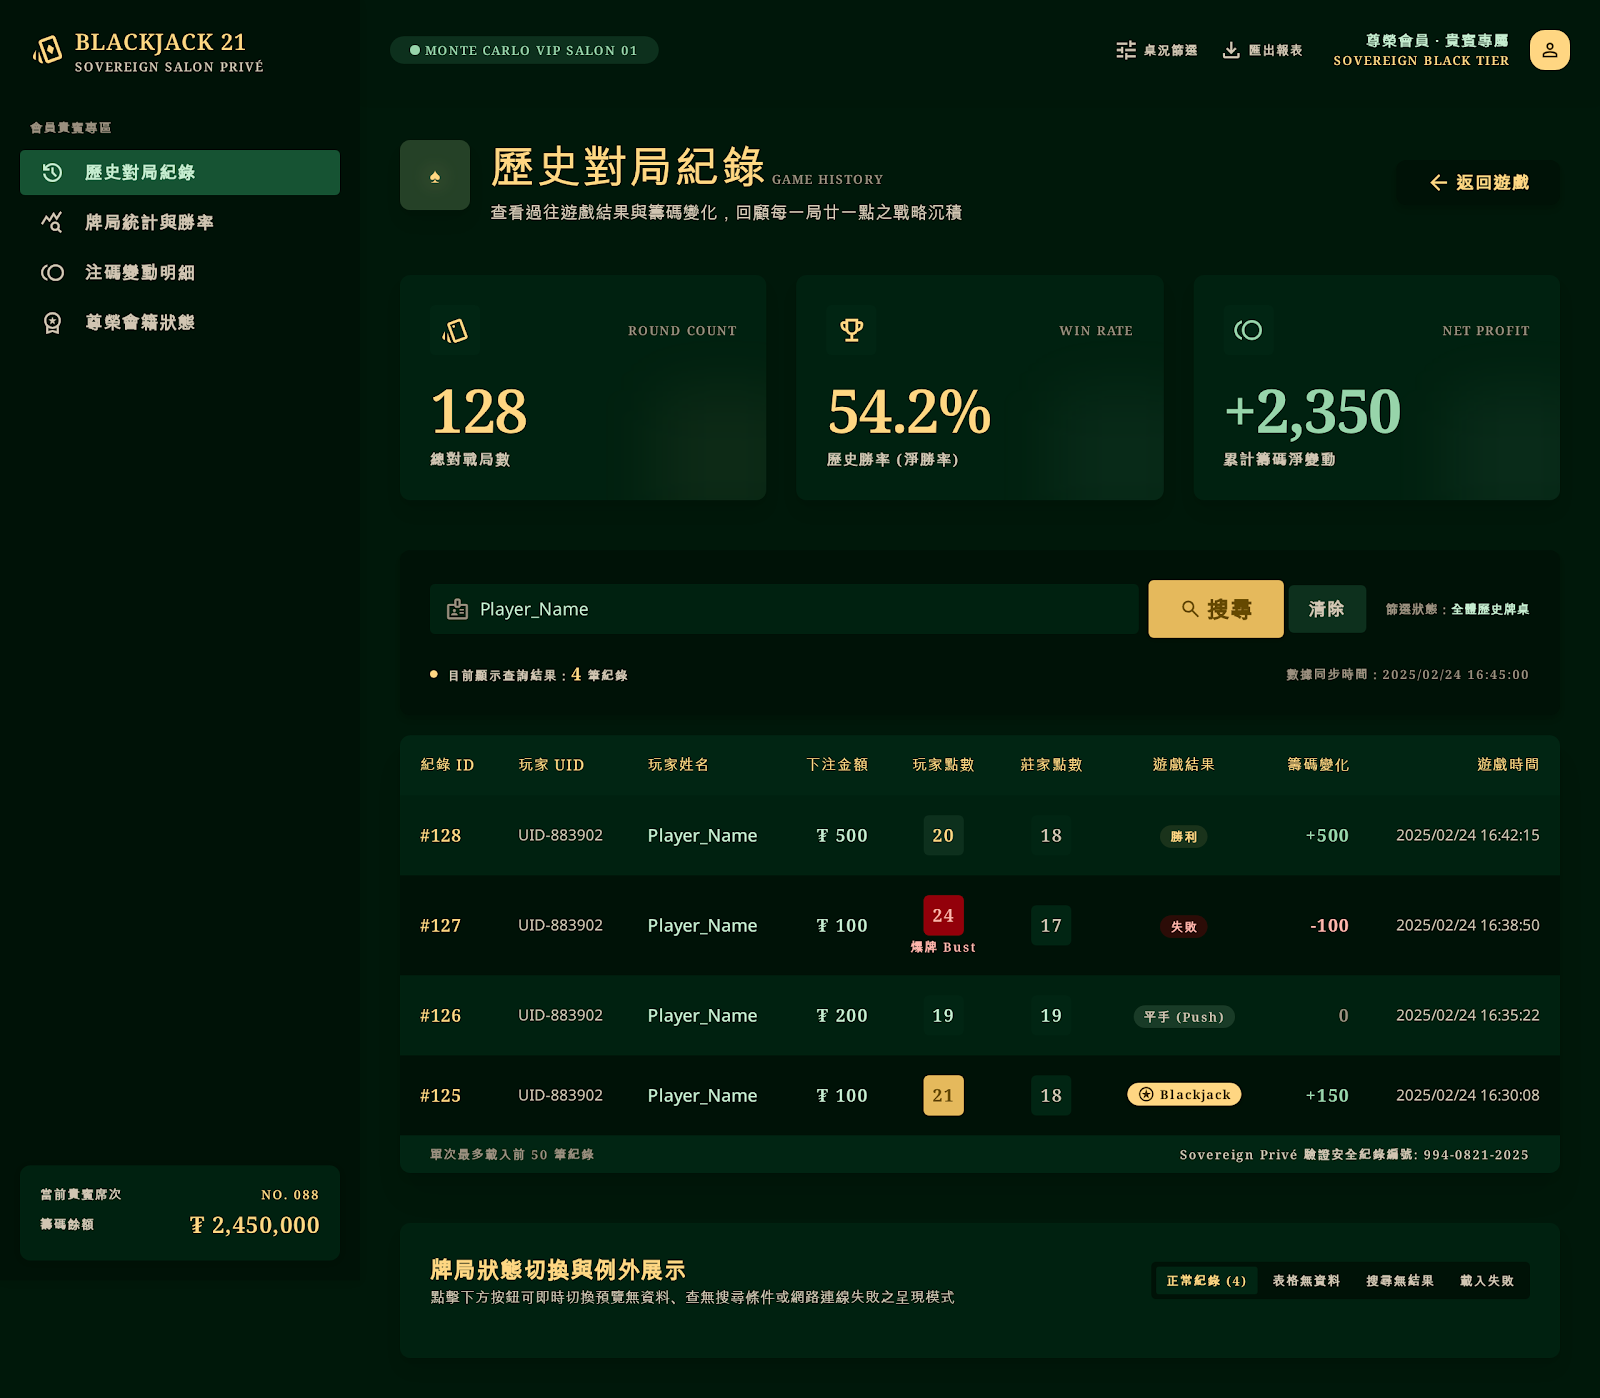 BLACKJACK 21
SOVEREIGN SALON PRIVÉ
會員貴賓專區
歷史對局紀錄
牌局統計與勝率
注碼變動明細
尊榮會籍狀態
當前貴賓席次 NO. 088
籌碼餘額 ₮ 2,450,000
MONTE CARLO VIP SALON 01
桌況篩選
匯出報表
尊榮會員 · 貴賓專屬
SOVEREIGN BLACK TIER
歷史對局紀錄 GAME HISTORY
查看過往遊戲結果與籌碼變化，回顧每一局廿一點之戰略沉積
返回遊戲
ROUND COUNT
128
總對戰局數
WIN RATE
54.2%
歷史勝率 (淨勝率)
NET PROFIT
+2,350
累計籌碼淨變動
Player_Name
搜尋
清除
篩選狀態：全體歷史牌桌
目前顯示查詢結果：4 筆紀錄
數據同步時間：2025/02/24 16:45:00
紀錄 ID 玩家 UID 玩家姓名 下注金額 玩家點數 莊家點數 遊戲結果 籌碼變化 遊戲時間
#128 UID-883902 Player_Name ₮ 500 20 18 勝利 +500 2025/02/24 16:42:15
#127 UID-883902 Player_Name ₮ 100 24 17 失敗 -100 2025/02/24 16:38:50
爆牌 Bust
#126 UID-883902 Player_Name ₮ 200 19 19 平手 (Push) 0 2025/02/24 16:35:22
#125 UID-883902 Player_Name ₮ 100 21 18 Blackjack +150 2025/02/24 16:30:08
單次最多載入前 50 筆紀錄
Sovereign Privé 驗證安全紀錄編號: 994-0821-2025
牌局狀態切換與例外展示
點擊下方按鈕可即時切換預覽無資料、查無搜尋條件或網路連線失敗之呈現模式
正常紀錄 (4)
表格無資料
搜尋無結果
載入失敗